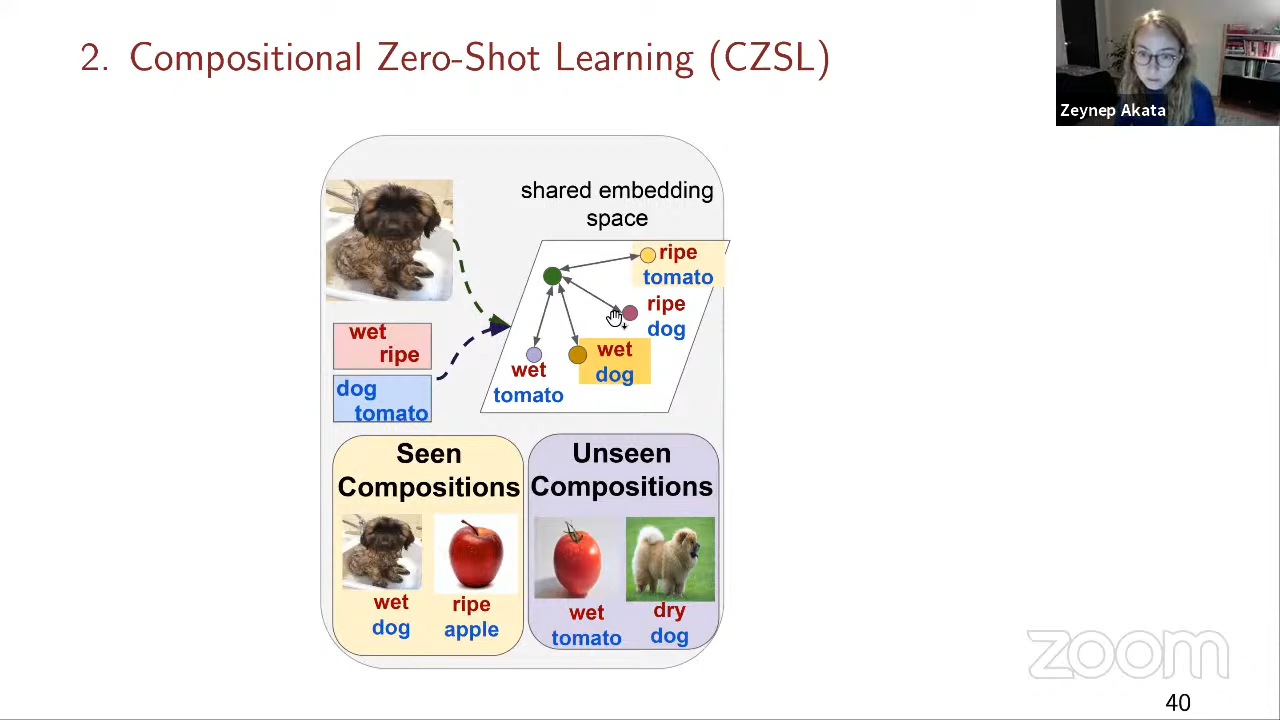 2. Compositional Zero-Shot Learning (CZSL)
Zeynep Akata
shared embedding
space
ripe
tomato
ripe
dog
wet
dog
wet
tomato
wet
ripe
dog
tomato
Seen
Compositions
wet
dog
ripe
apple
Unseen
Compositions
wet
tomato
dry
dog
zoom
40